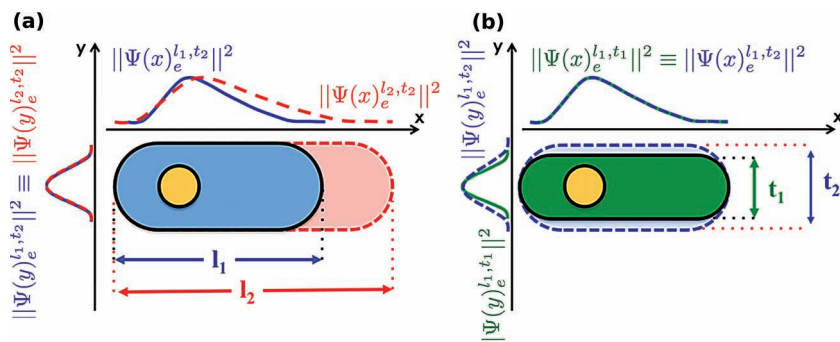 (a)
y
||Ψ(x)_e^{l_1,t_2}||^2
||Ψ(x)_e^{l_2,t_2}||^2
x
||Ψ(y)_e^{l_1,t_2}||^2 ≡ ||Ψ(y)_e^{l_2,t_2}||^2
l_1
l_2
(b)
y
||Ψ(x)_e^{l_1,t_1}||^2 ≡ ||Ψ(x)_e^{l_1,t_2}||^2
x
||Ψ(y)_e^{l_1,t_2}||^2
||Ψ(y)_e^{l_1,t_1}||^2
t_1
t_2